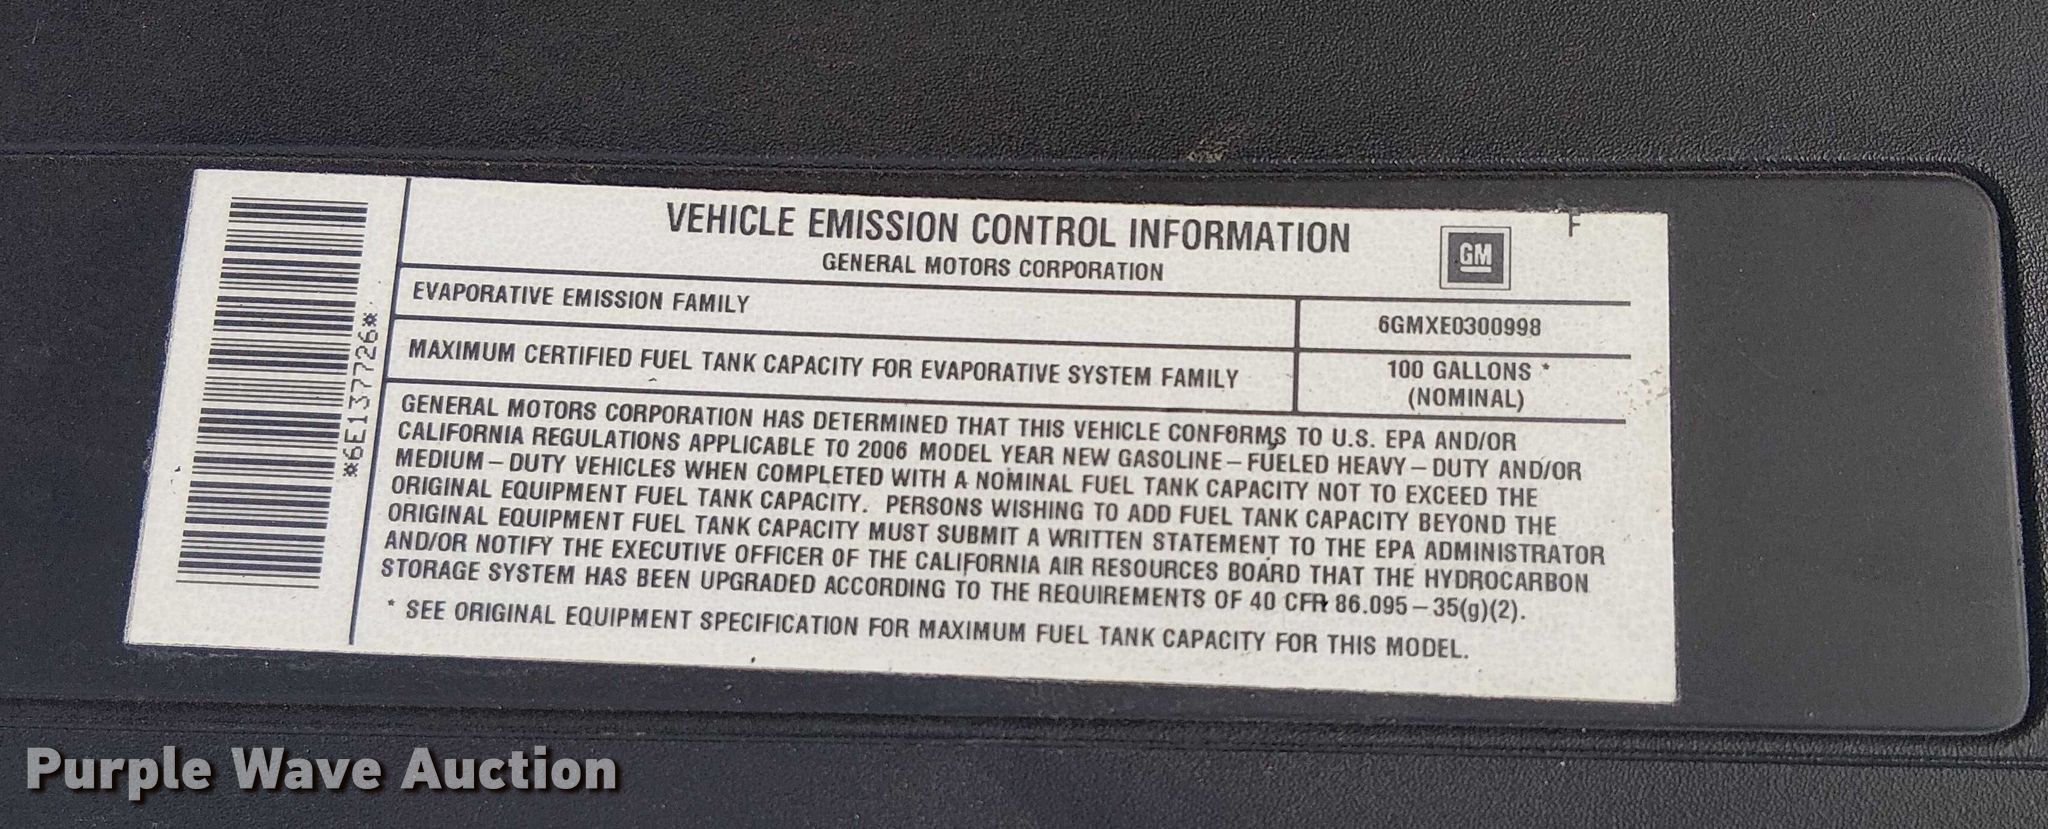 VEHICLE EMISSION CONTROL INFORMATION
GENERAL MOTORS CORPORATION
GM
F
EVAPORATIVE EMISSION FAMILY
6GMXE0300998
MAXIMUM CERTIFIED FUEL TANK CAPACITY FOR EVAPORATIVE SYSTEM FAMILY
100 GALLONS *
(NOMINAL)
GENERAL MOTORS CORPORATION HAS DETERMINED THAT THIS VEHICLE CONFORMS TO U.S. EPA AND/OR
CALIFORNIA REGULATIONS APPLICABLE TO 2006 MODEL YEAR NEW GASOLINE–FUELED HEAVY–DUTY AND/OR
MEDIUM–DUTY VEHICLES WHEN COMPLETED WITH A NOMINAL FUEL TANK CAPACITY NOT TO EXCEED THE
ORIGINAL EQUIPMENT FUEL TANK CAPACITY. PERSONS WISHING TO ADD FUEL TANK CAPACITY BEYOND THE
ORIGINAL EQUIPMENT FUEL TANK CAPACITY MUST SUBMIT A WRITTEN STATEMENT TO THE EPA ADMINISTRATOR
AND/OR NOTIFY THE EXECUTIVE OFFICER OF THE CALIFORNIA AIR RESOURCES BOARD THAT THE HYDROCARBON
STORAGE SYSTEM HAS BEEN UPGRADED ACCORDING TO THE REQUIREMENTS OF 40 CFR 86.095–35(g)(2).
* SEE ORIGINAL EQUIPMENT SPECIFICATION FOR MAXIMUM FUEL TANK CAPACITY FOR THIS MODEL.
*6E137726*
Purple Wave Auction